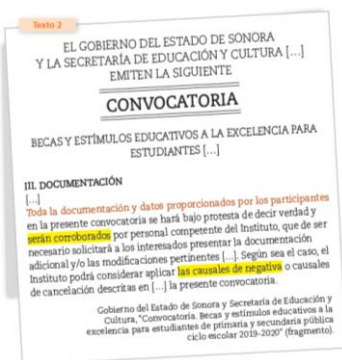 Texto 2
EL GOBIERNO DEL ESTADO DE SONORA
Y LA SECRETARÍA DE EDUCACIÓN Y CULTURA [...]
EMITEN LA SIGUIENTE
CONVOCATORIA
BECAS Y ESTÍMULOS EDUCATIVOS A LA EXCELENCIA PARA
ESTUDIANTES [...]
III. DOCUMENTACIÓN
[...]
Toda la documentación y datos proporcionados por los participantes
en la presente convocatoria se hará bajo protesta de decir verdad y
serán corroborados por personal competente del Instituto, que de ser
necesario solicitará a los interesados presentar la documentación
adicional y/o las modificaciones pertinentes [...]. Según sea el caso, el
Instituto podrá considerar aplicar las causales de negativa o causales
de cancelación descritas en [...] la presente convocatoria.
Gobierno del Estado de Sonora y Secretaría de Educación y
Cultura, "Convocatoria. Becas y estímulos educativos a la
excelencia para estudiantes de primaria y secundaria pública
ciclo escolar 2019-2020" (fragmento).